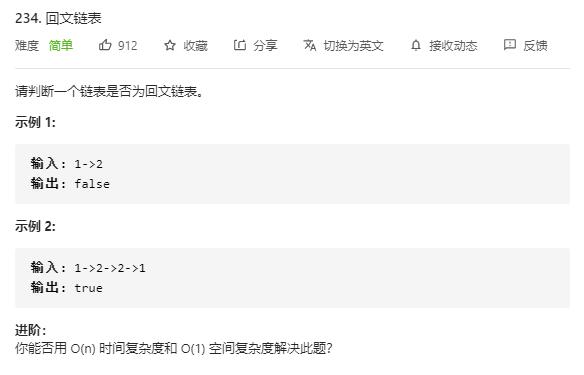 234. 回文链表
难度 简单 912 收藏 分享 切换为英文 接收动态 反馈
请判断一个链表是否为回文链表。
示例 1:
输入: 1->2
输出: false
示例 2:
输入: 1->2->2->1
输出: true
进阶：
你能否用 O(n) 时间复杂度和 O(1) 空间复杂度解决此题？